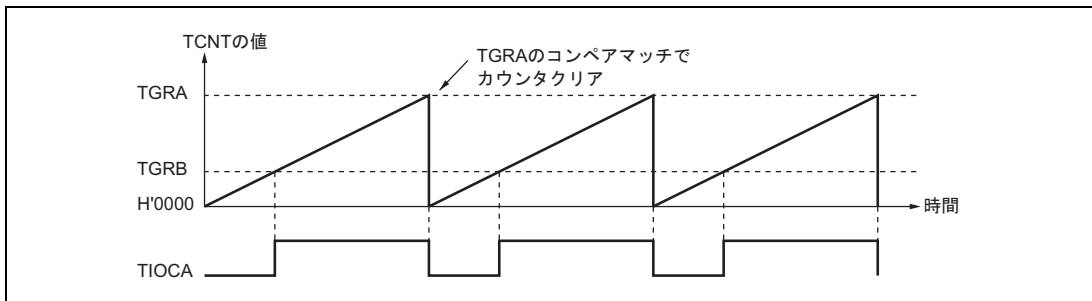 TCNTの値
TGRAのコンペアマッチで
カウンタクリア
TGRA
TGRB
H'0000
時間
TIOCA